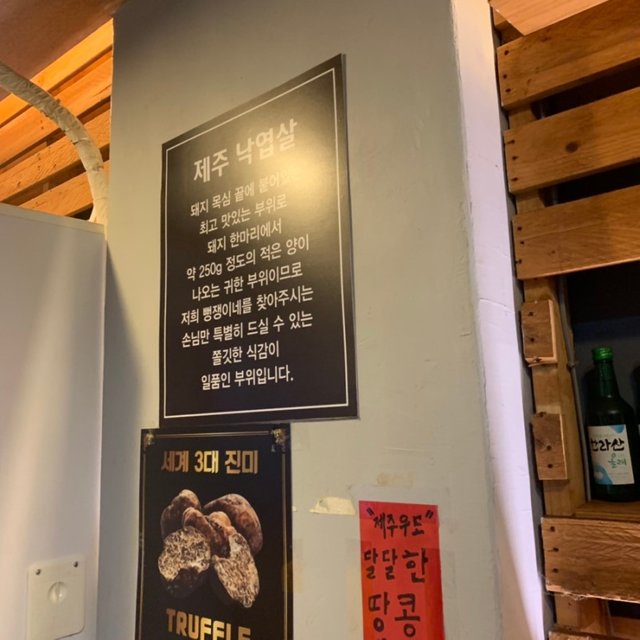 제주 낙엽살
돼지 목심 끝에 붙어있는
최고 맛있는 부위로
돼지 한마리에서
약 250g 정도의 적은 양이
나오는 귀한 부위이므로
저희 뻥쟁이네를 찾아주시는
손님만 특별히 드실 수 있는
쫄깃한 식감이
일품인 부위입니다.
세계 3대 진미
TRUFFLE
"제주우도"
달달한
땅콩
한라산
올래